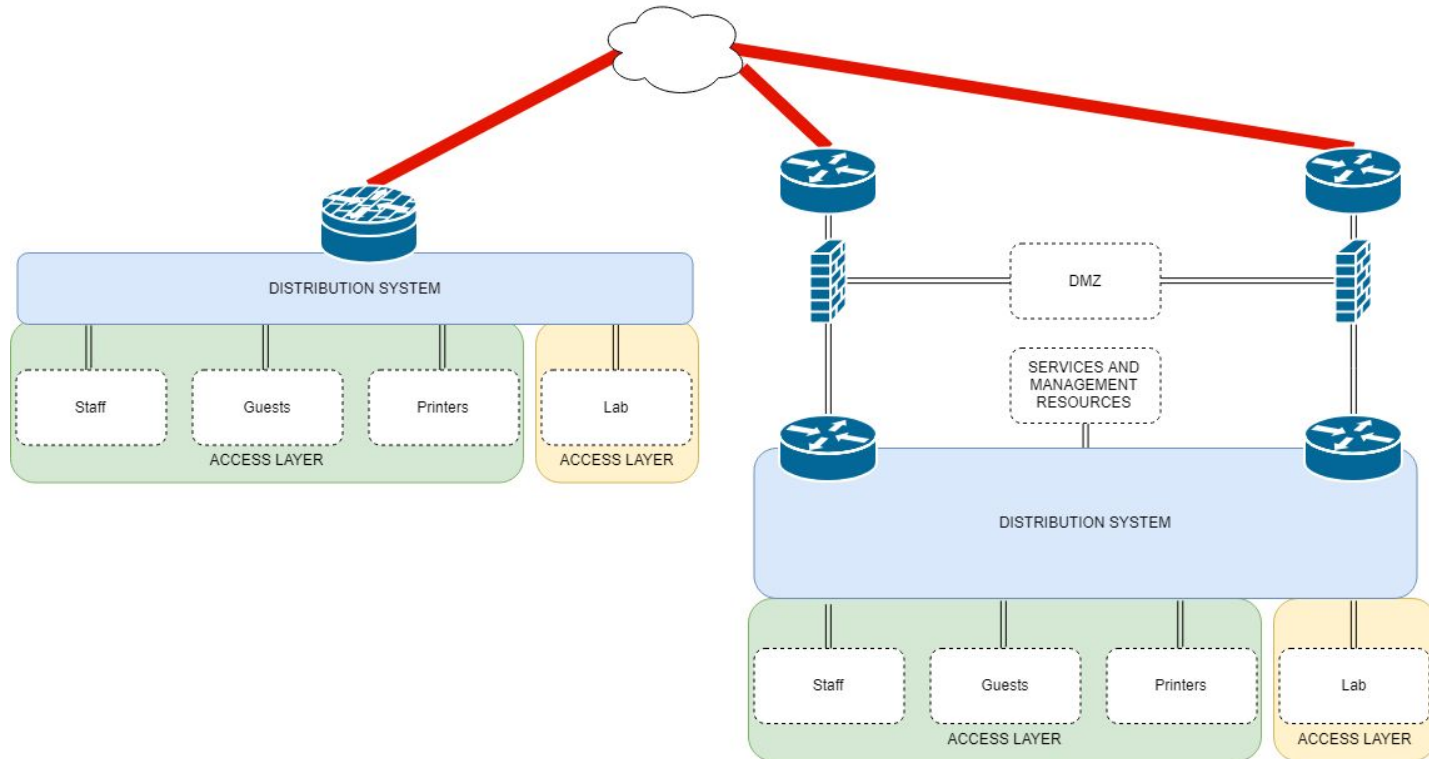 DISTRIBUTION SYSTEM
Staff
Guests
Printers
Lab
ACCESS LAYER
ACCESS LAYER
DMZ
SERVICES AND
MANAGEMENT
RESOURCES
DISTRIBUTION SYSTEM
Staff
Guests
Printers
Lab
ACCESS LAYER
ACCESS LAYER